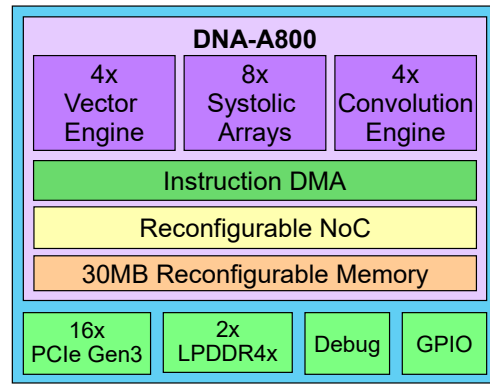 DNA-A800
4x
Vector
Engine
8x
Systolic
Arrays
4x
Convolution
Engine
Instruction DMA
Reconfigurable NoC
30MB Reconfigurable Memory
16x
PCIe Gen3
2x
LPDDR4x
Debug
GPIO